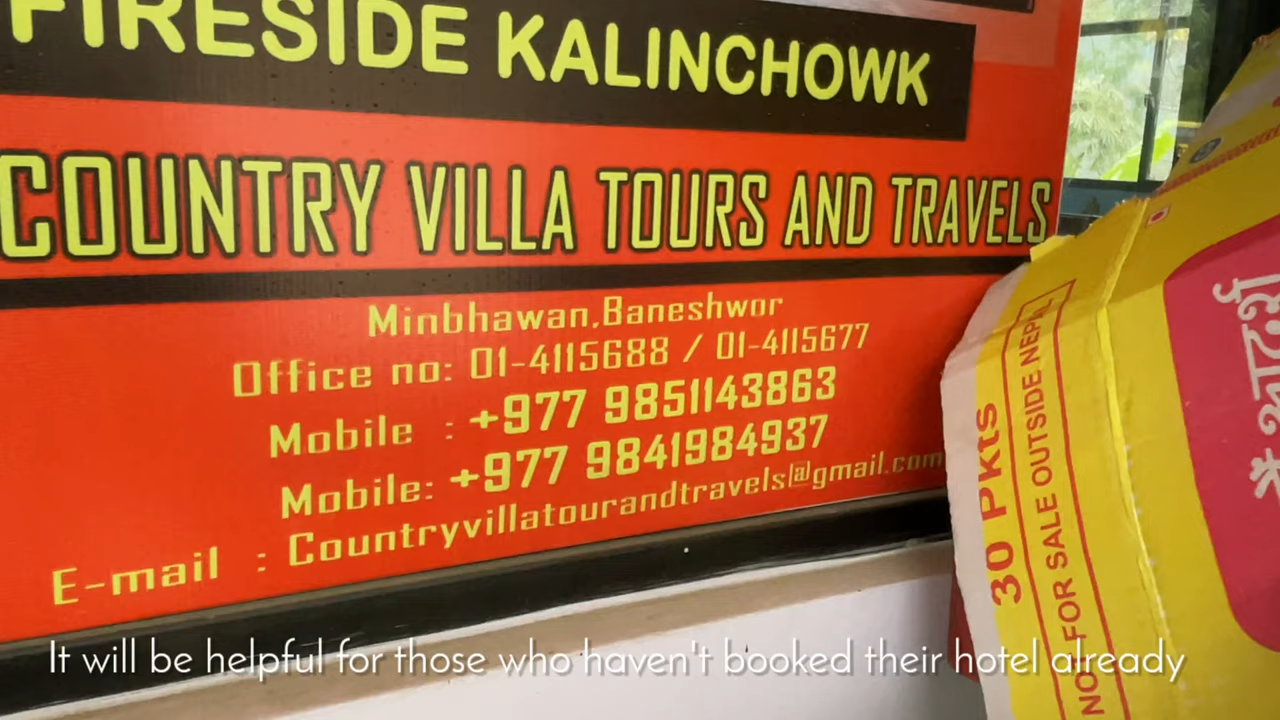 FIRESIDE KALINCHOWK
COUNTRY VILLA TOURS AND TRAVELS
Minbhawan,Baneshwor
Office no: 01-4115688 / 01-4115677
Mobile : +977 9851143863
Mobile: +977 9841984937
E-mail : Countryvillatourandtravels@gmail.com
30 Pkts
NOT FOR SALE OUTSIDE NEPAL
It will be helpful for those who haven't booked their hotel already